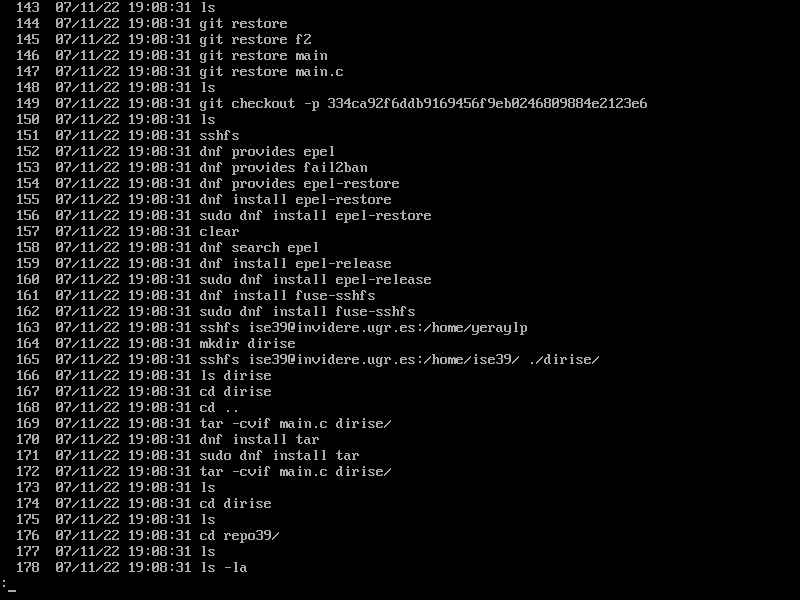 143  07/11/22 19:08:31 ls
144  07/11/22 19:08:31 git restore
145  07/11/22 19:08:31 git restore f2
146  07/11/22 19:08:31 git restore main
147  07/11/22 19:08:31 git restore main.c
148  07/11/22 19:08:31 ls
149  07/11/22 19:08:31 git checkout -p 334ca92f6ddb9169456f9eb0246809884e2123e6
150  07/11/22 19:08:31 ls
151  07/11/22 19:08:31 sshfs
152  07/11/22 19:08:31 dnf provides epel
153  07/11/22 19:08:31 dnf provides fail2ban
154  07/11/22 19:08:31 dnf provides epel-restore
155  07/11/22 19:08:31 dnf install epel-restore
156  07/11/22 19:08:31 sudo dnf install epel-restore
157  07/11/22 19:08:31 clear
158  07/11/22 19:08:31 dnf search epel
159  07/11/22 19:08:31 dnf install epel-release
160  07/11/22 19:08:31 sudo dnf install epel-release
161  07/11/22 19:08:31 dnf install fuse-sshfs
162  07/11/22 19:08:31 sudo dnf install fuse-sshfs
163  07/11/22 19:08:31 sshfs ise39@invidere.ugr.es:/home/yeraylp
164  07/11/22 19:08:31 mkdir dirise
165  07/11/22 19:08:31 sshfs ise39@invidere.ugr.es:/home/ise39/ ./dirise/
166  07/11/22 19:08:31 ls dirise
167  07/11/22 19:08:31 cd dirise
168  07/11/22 19:08:31 cd ..
169  07/11/22 19:08:31 tar -cvif main.c dirise/
170  07/11/22 19:08:31 dnf install tar
171  07/11/22 19:08:31 sudo dnf install tar
172  07/11/22 19:08:31 tar -cvif main.c dirise/
173  07/11/22 19:08:31 ls
174  07/11/22 19:08:31 cd dirise
175  07/11/22 19:08:31 ls
176  07/11/22 19:08:31 cd repo39/
177  07/11/22 19:08:31 ls
178  07/11/22 19:08:31 ls -la
:_